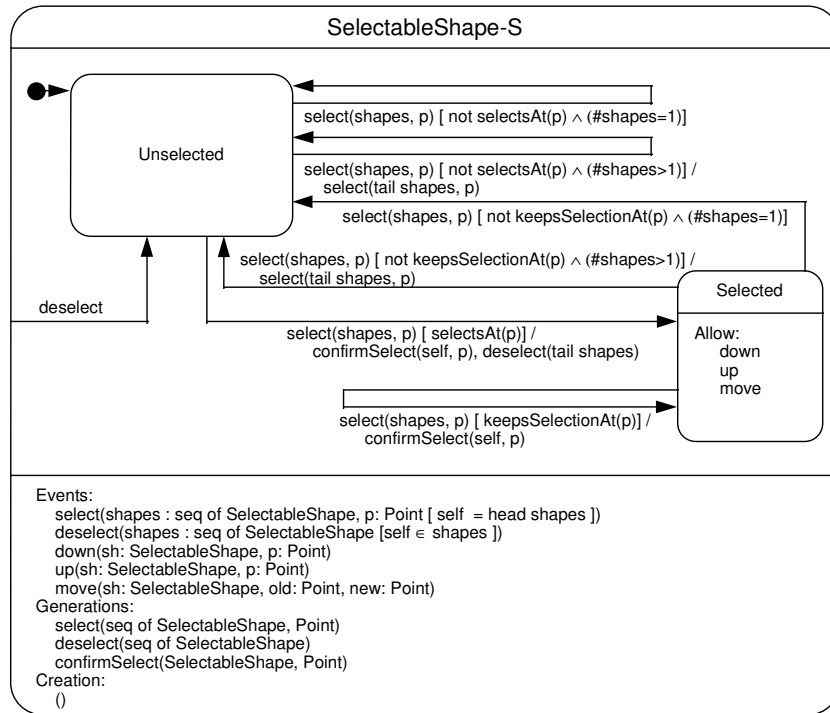 SelectableShape-S
select(shapes, p) [ not selectsAt(p) ∧ (#shapes=1)]
Unselected
select(shapes, p) [ not selectsAt(p) ∧ (#shapes>1)] /
select(tail shapes, p)
select(shapes, p) [ not keepsSelectionAt(p) ∧ (#shapes=1)]
select(shapes, p) [ not keepsSelectionAt(p) ∧ (#shapes>1)] /
select(tail shapes, p)
Selected
deselect
select(shapes, p) [ selectsAt(p)] /
confirmSelect(self, p), deselect(tail shapes)
Allow:
down
up
move
select(shapes, p) [ keepsSelectionAt(p)] /
confirmSelect(self, p)
Events:
select(shapes : seq of SelectableShape, p: Point [ self = head shapes ])
deselect(shapes : seq of SelectableShape [self ∈ shapes ])
down(sh: SelectableShape, p: Point)
up(sh: SelectableShape, p: Point)
move(sh: SelectableShape, old: Point, new: Point)
Generations:
select(seq of SelectableShape, Point)
deselect(seq of SelectableShape)
confirmSelect(SelectableShape, Point)
Creation:
()